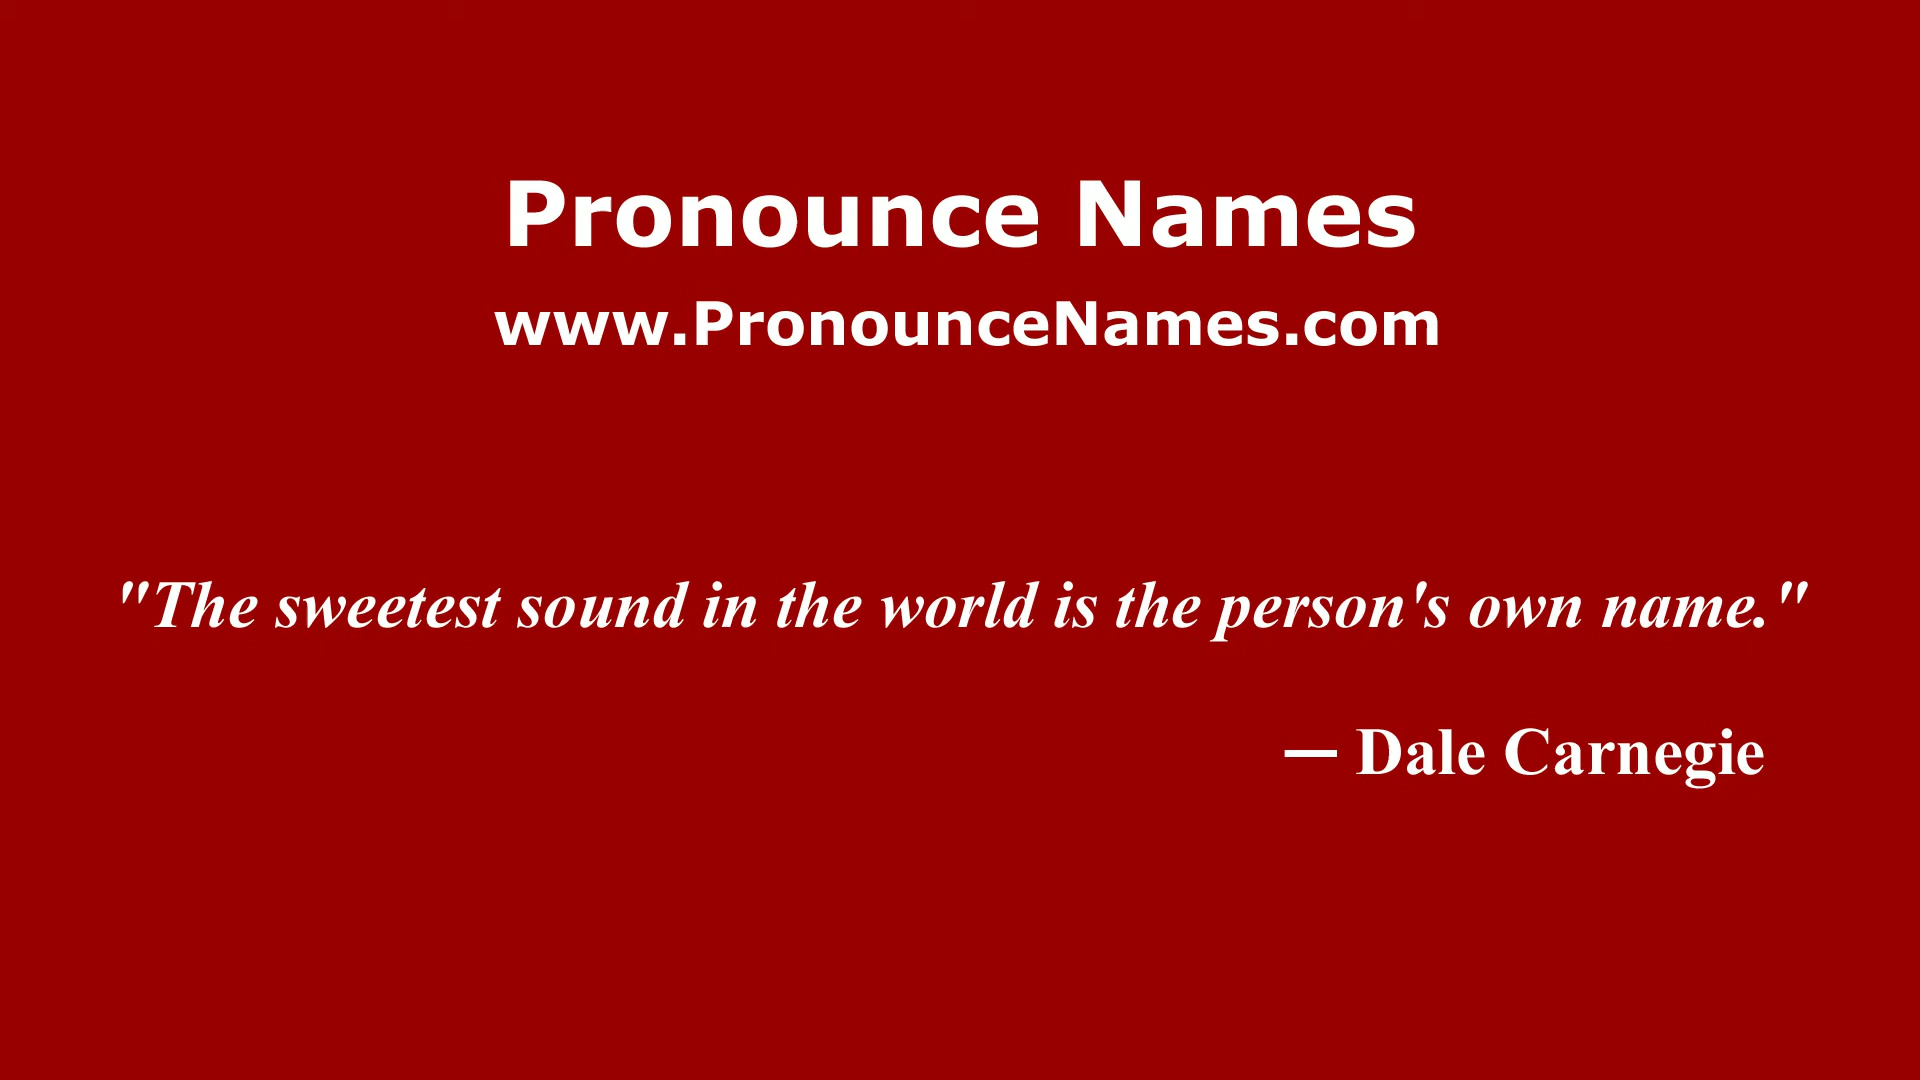 Pronounce Names
www.PronounceNames.com
"The sweetest sound in the world is the person's own name."
— Dale Carnegie